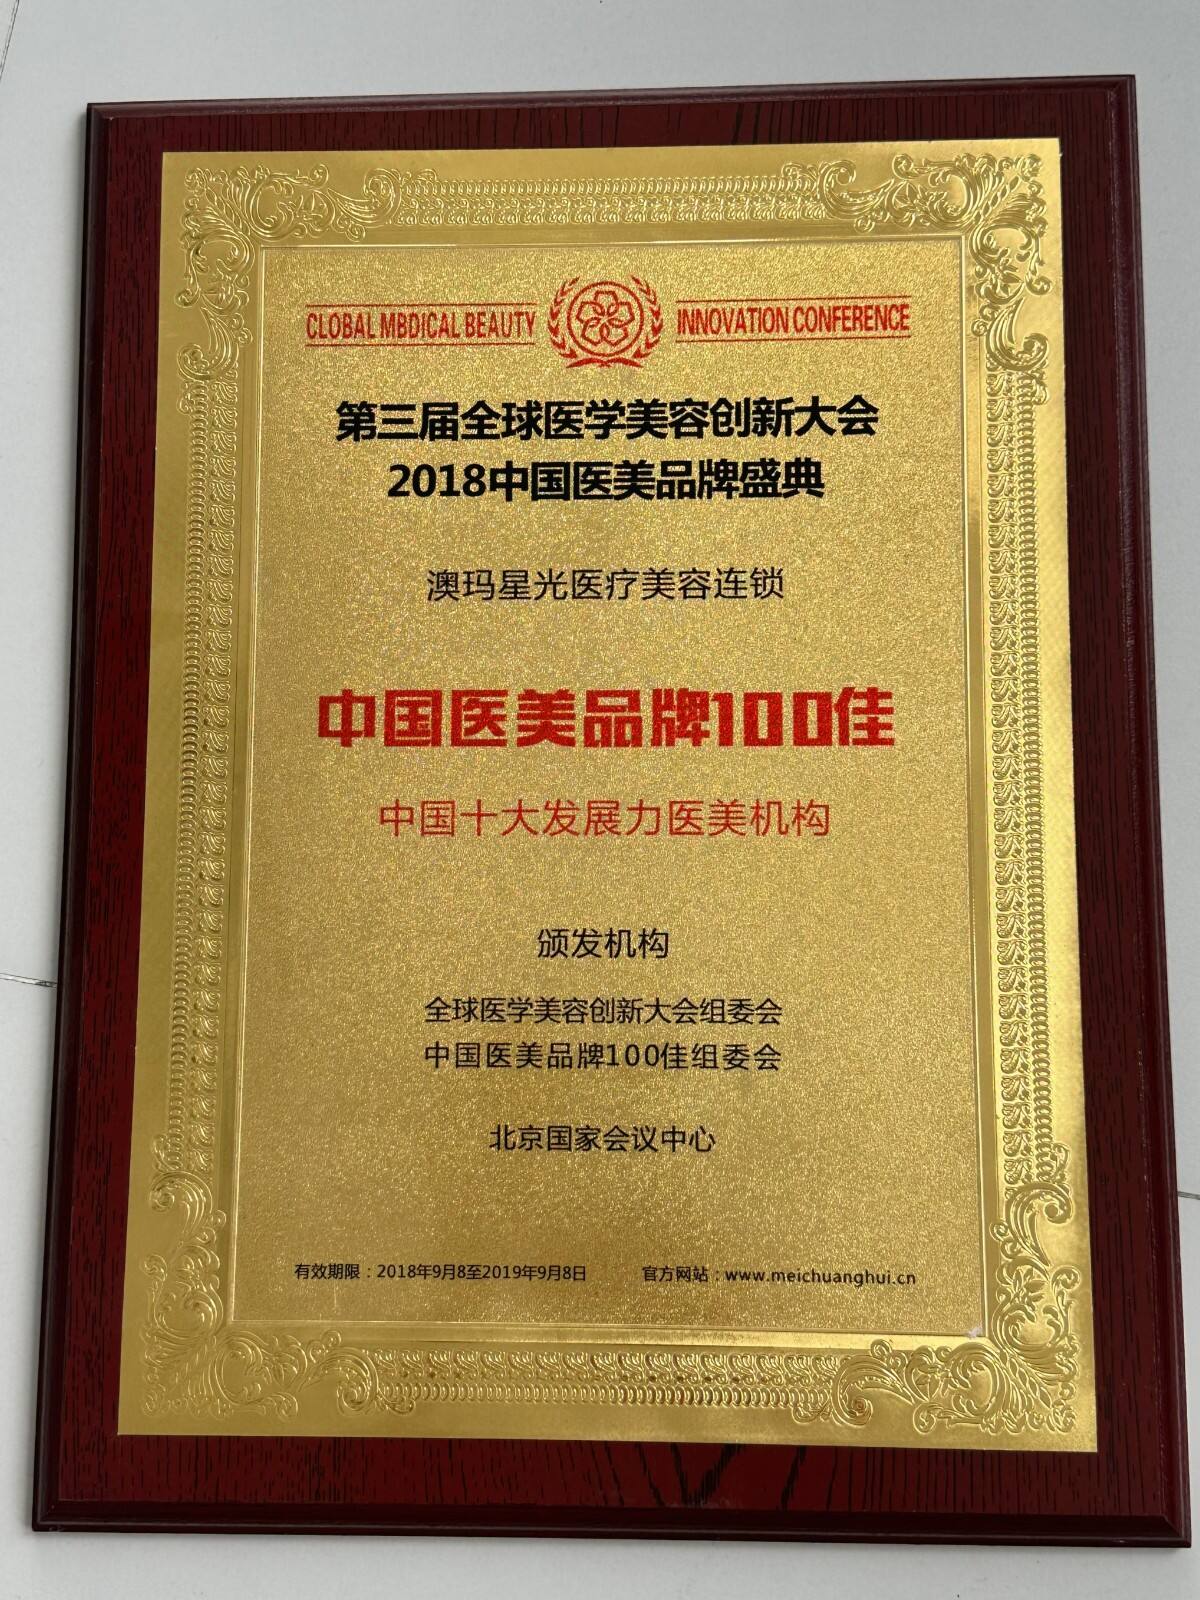 CLOBAL MBDICAL BEAUTY INNOVATION CONFERENCE
第三届全球医学美容创新大会
2018中国医美品牌盛典
澳玛星光医疗美容连锁
中国医美品牌100佳
中国十大发展力医美机构
颁发机构
全球医学美容创新大会组委会
中国医美品牌100佳组委会
北京国家会议中心
有效期限：2018年9月8至2019年9月8日 官方网站：www.meichuanghui.cn